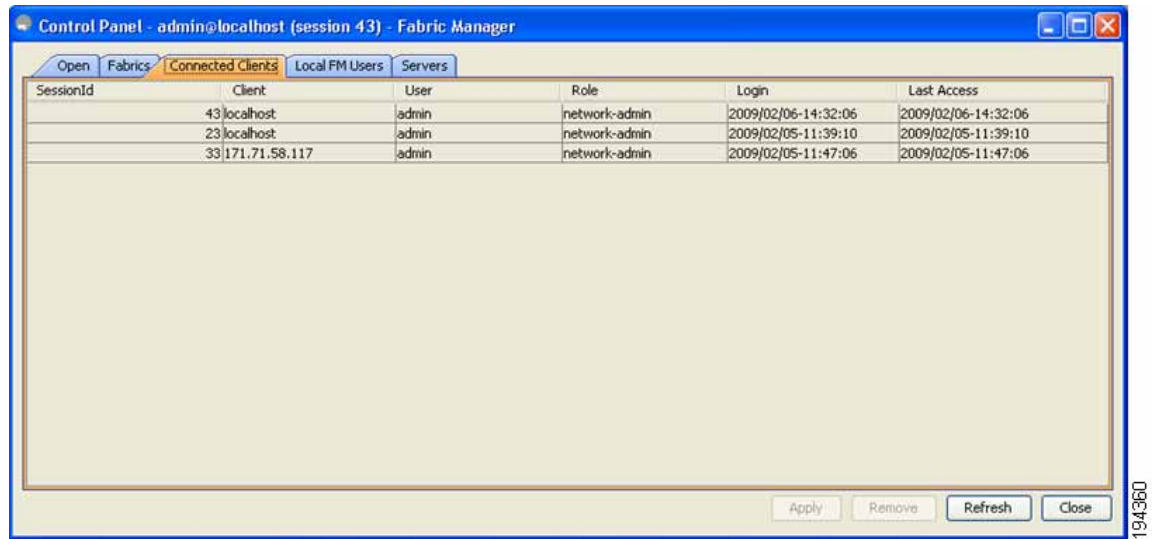 Control Panel - admin@localhost (session 43) - Fabric Manager
Open Fabrics Connected Clients Local FM Users Servers
SessionId Client User Role Login Last Access
43 localhost admin network-admin 2009/02/06-14:32:06 2009/02/06-14:32:06
23 localhost admin network-admin 2009/02/05-11:39:10 2009/02/05-11:39:10
33 171.71.58.117 admin network-admin 2009/02/05-11:47:06 2009/02/05-11:47:06
Apply Remove Refresh Close
194360